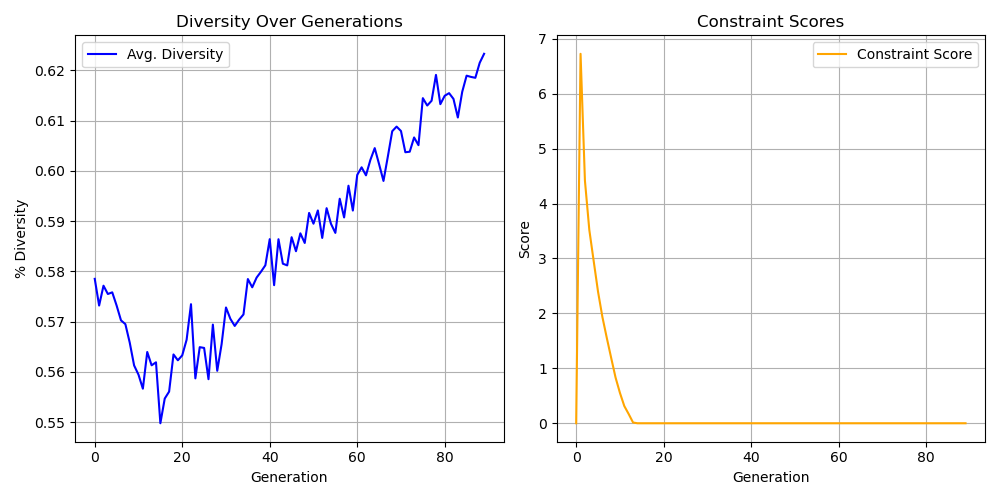 Diversity Over Generations
Avg. Diversity
0.62
0.61
0.60
0.59
0.58
0.57
0.56
0.55
% Diversity
0 20 40 60 80
Generation
Constraint Scores
Constraint Score
7
6
5
4
3
2
1
0
Score
0 20 40 60 80
Generation